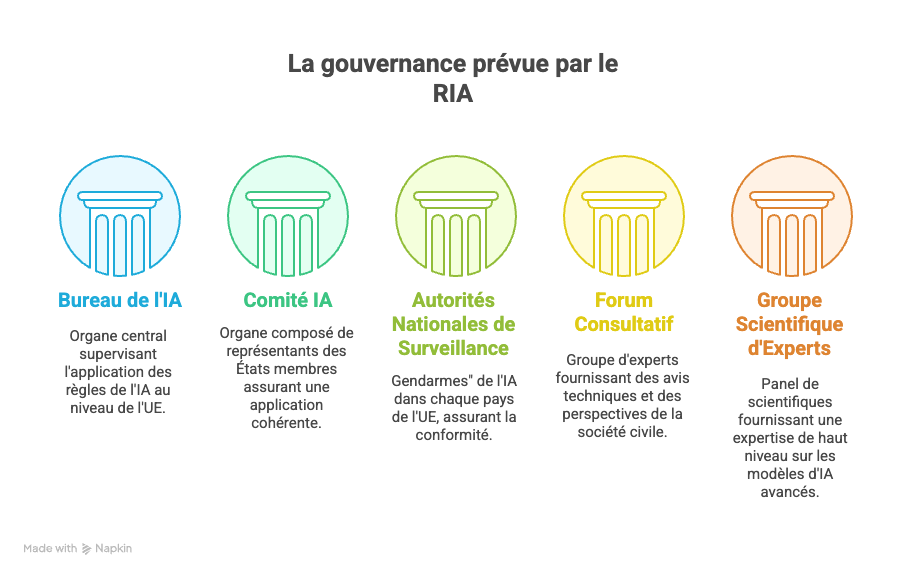 La gouvernance prévue par le
RIA
Bureau de l'IA
Organe central
supervisant
l'application des
règles de l'IA au
niveau de l'UE.
Comité IA
Organe composé de
représentants des
États membres
assurant une
application
cohérente.
Autorités
Nationales de
Surveillance
Gendarmes" de l'IA
dans chaque pays
de l'UE, assurant la
conformité.
Forum
Consultatif
Groupe d'experts
fournissant des avis
techniques et des
perspectives de la
société civile.
Groupe
Scientifique
d'Experts
Panel de
scientifiques
fournissant une
expertise de haut
niveau sur les
modèles d'IA
avancés.
Made with Napkin